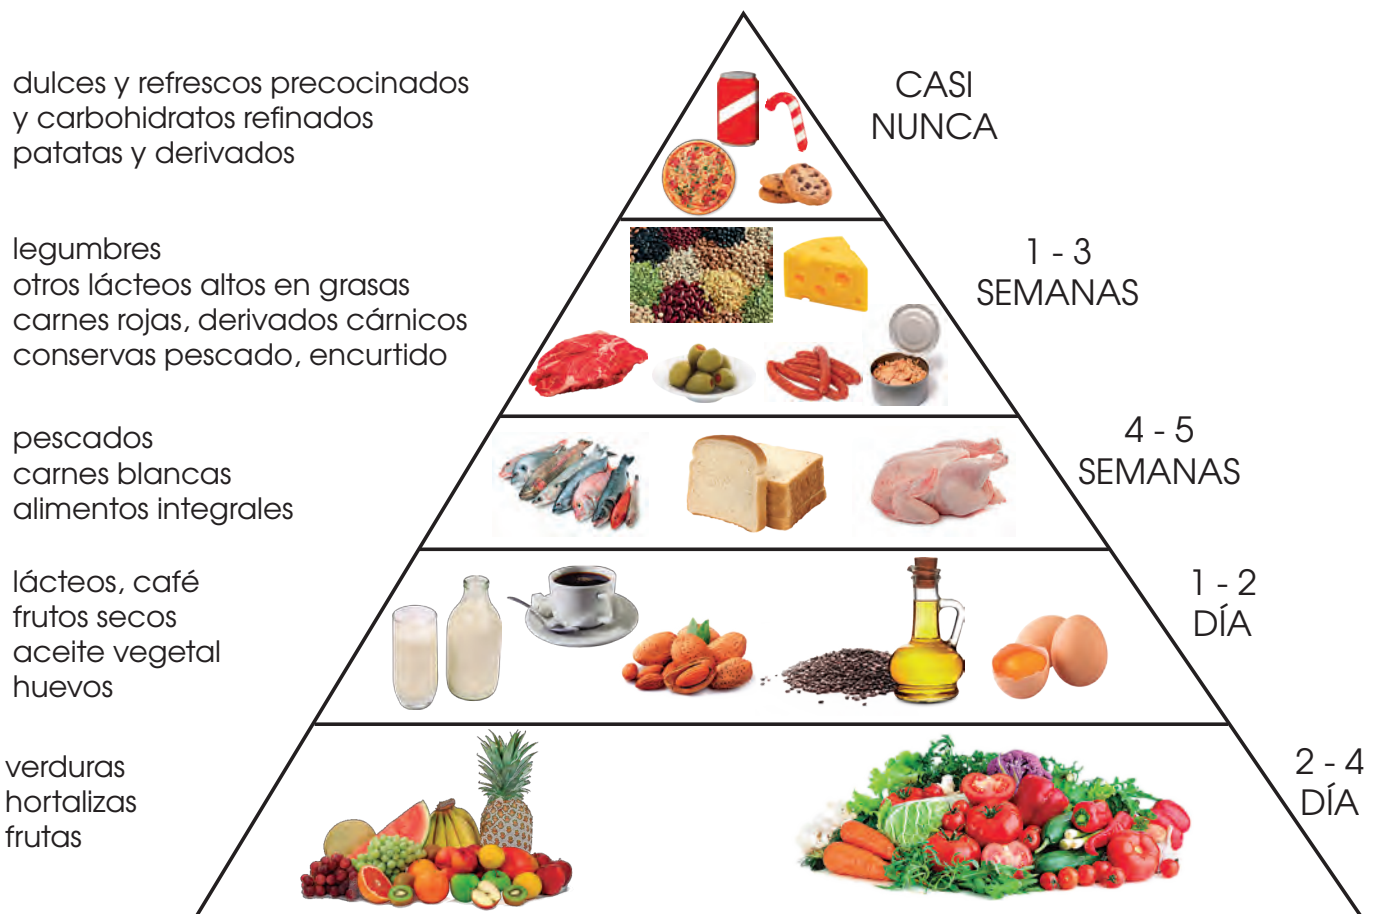 dulces y refrescos precocinados
y carbohidratos refinados
patatas y derivados
CASI
NUNCA
legumbres
otros lácteos altos en grasas
carnes rojas, derivados cárnicos
conservas pescado, encurtido
1 - 3
SEMANAS
pescados
carnes blancas
alimentos integrales
4 - 5
SEMANAS
lácteos, café
frutos secos
aceite vegetal
huevos
1 - 2
DÍA
verduras
hortalizas
frutas
2 - 4
DÍA